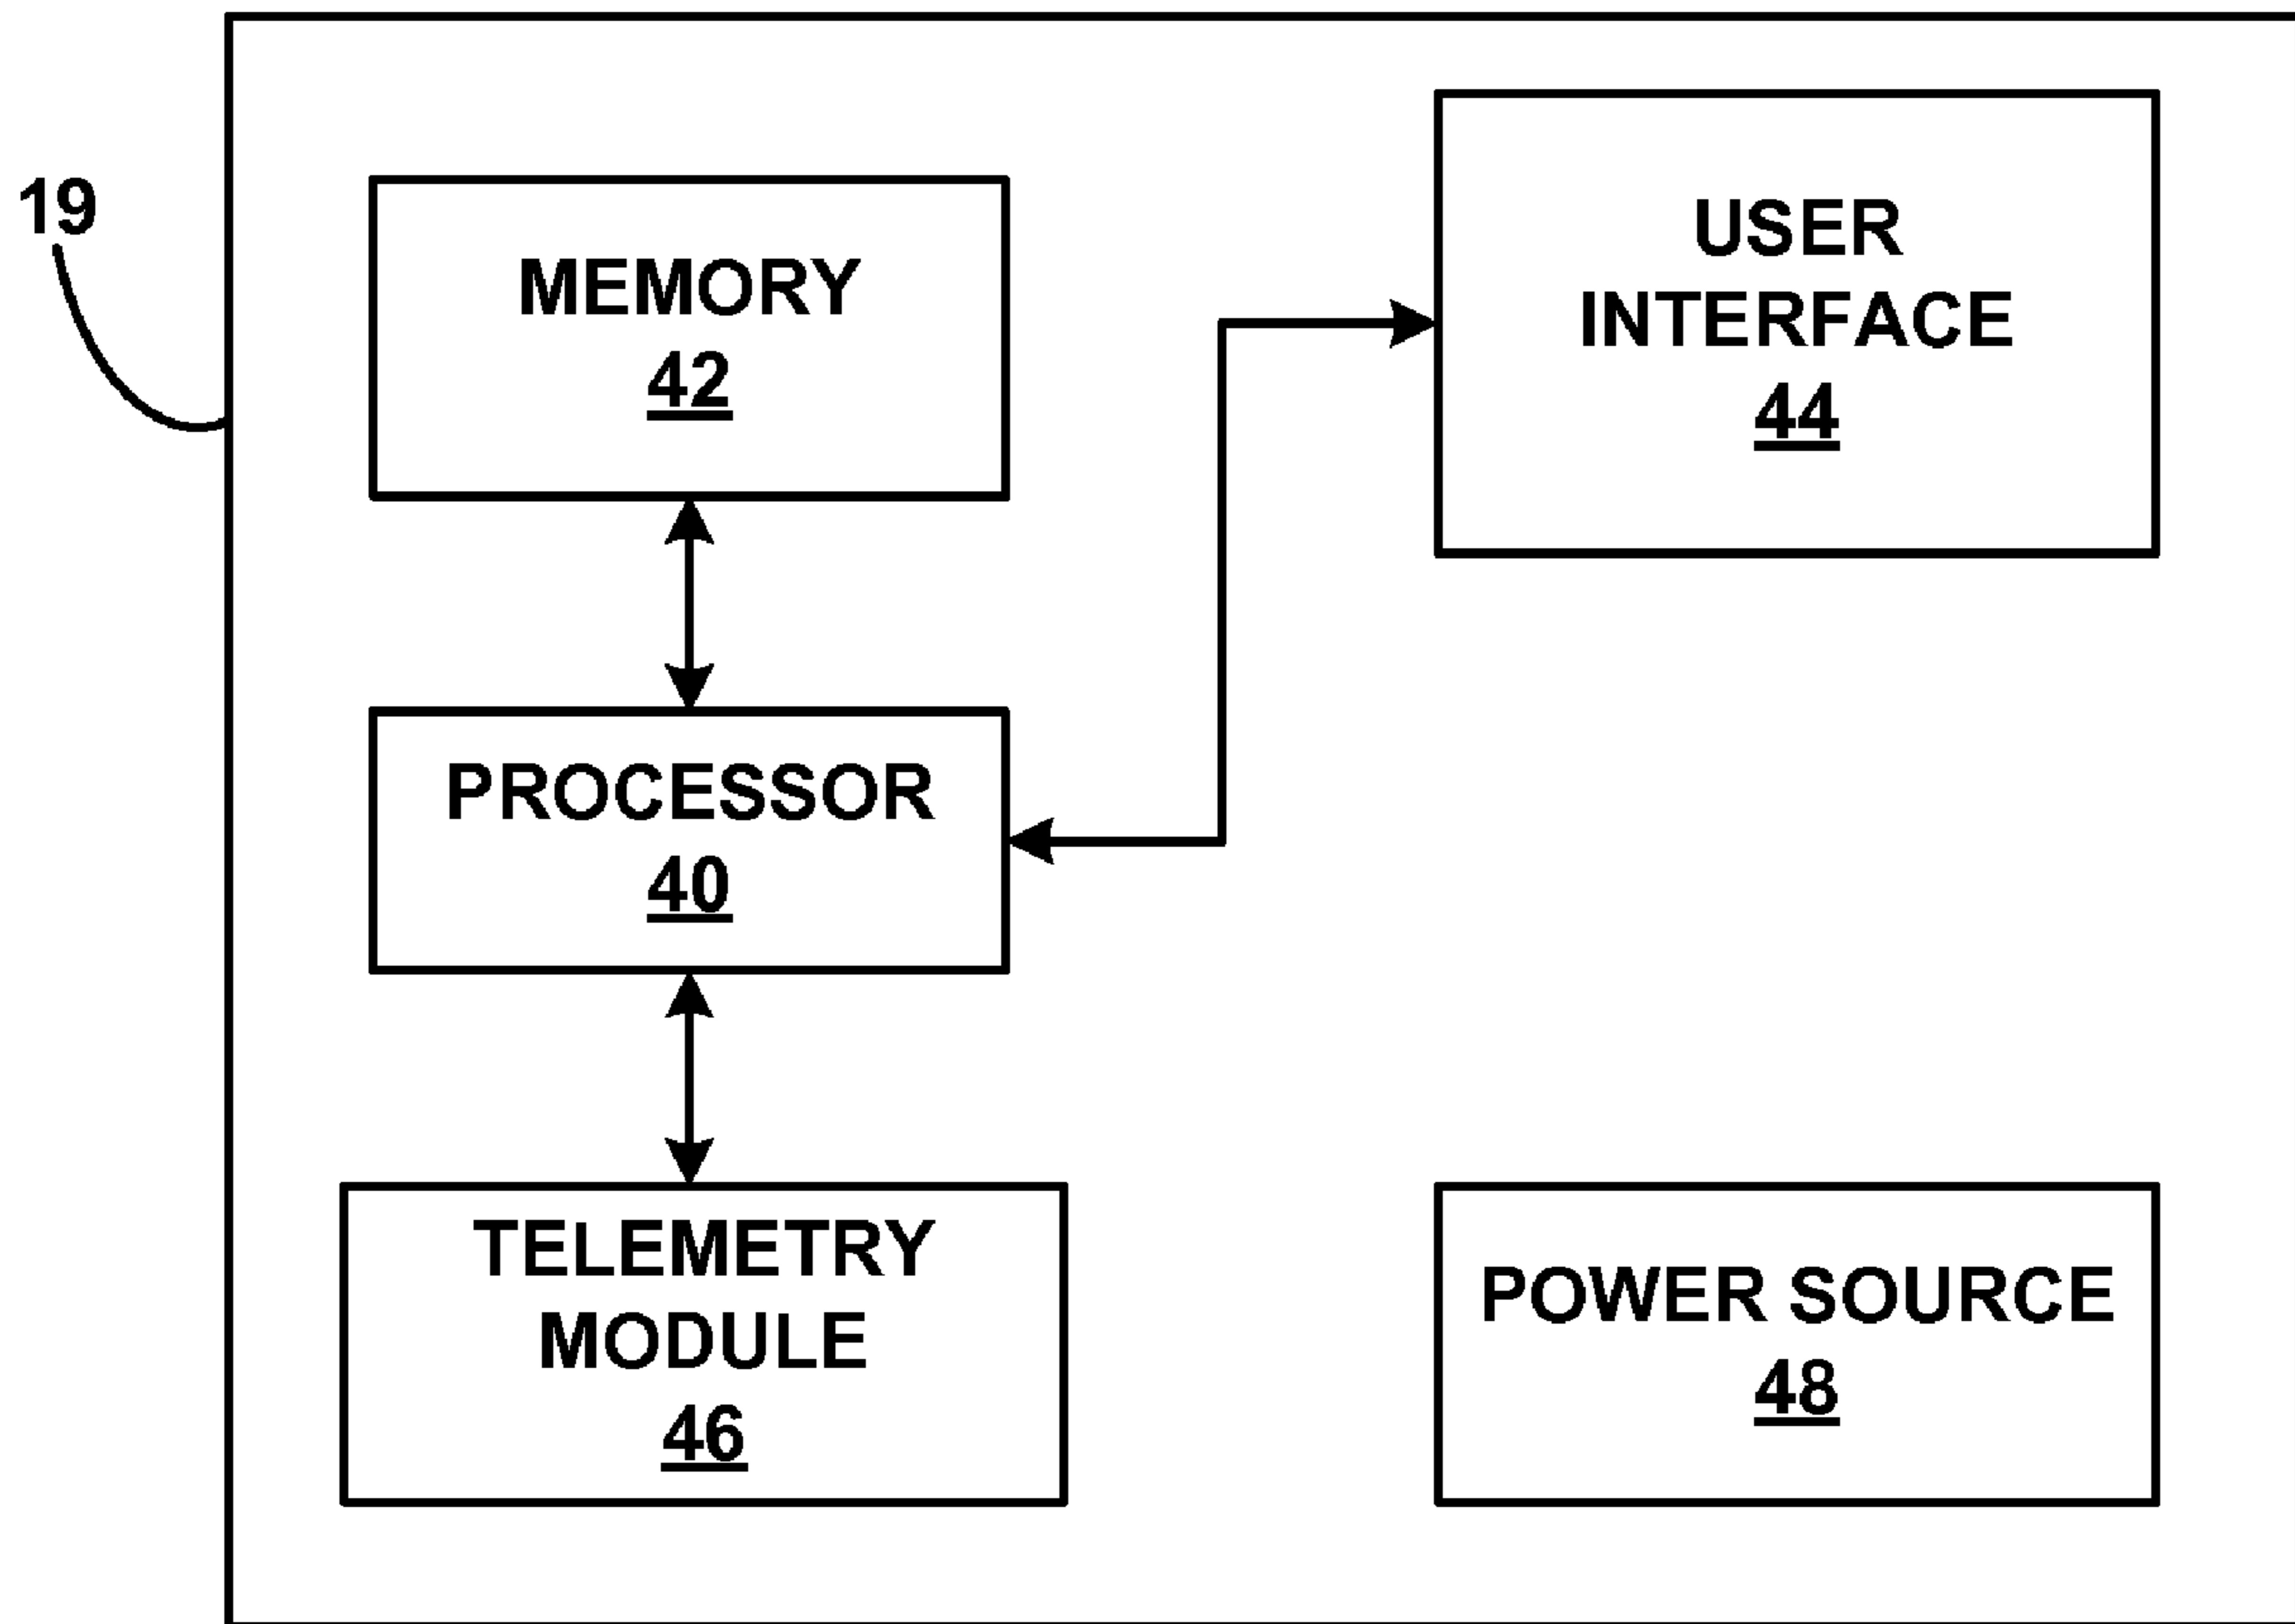 19
MEMORY
42
USER
INTERFACE
44
PROCESSOR
40
TELEMETRY
MODULE
46
POWER SOURCE
48